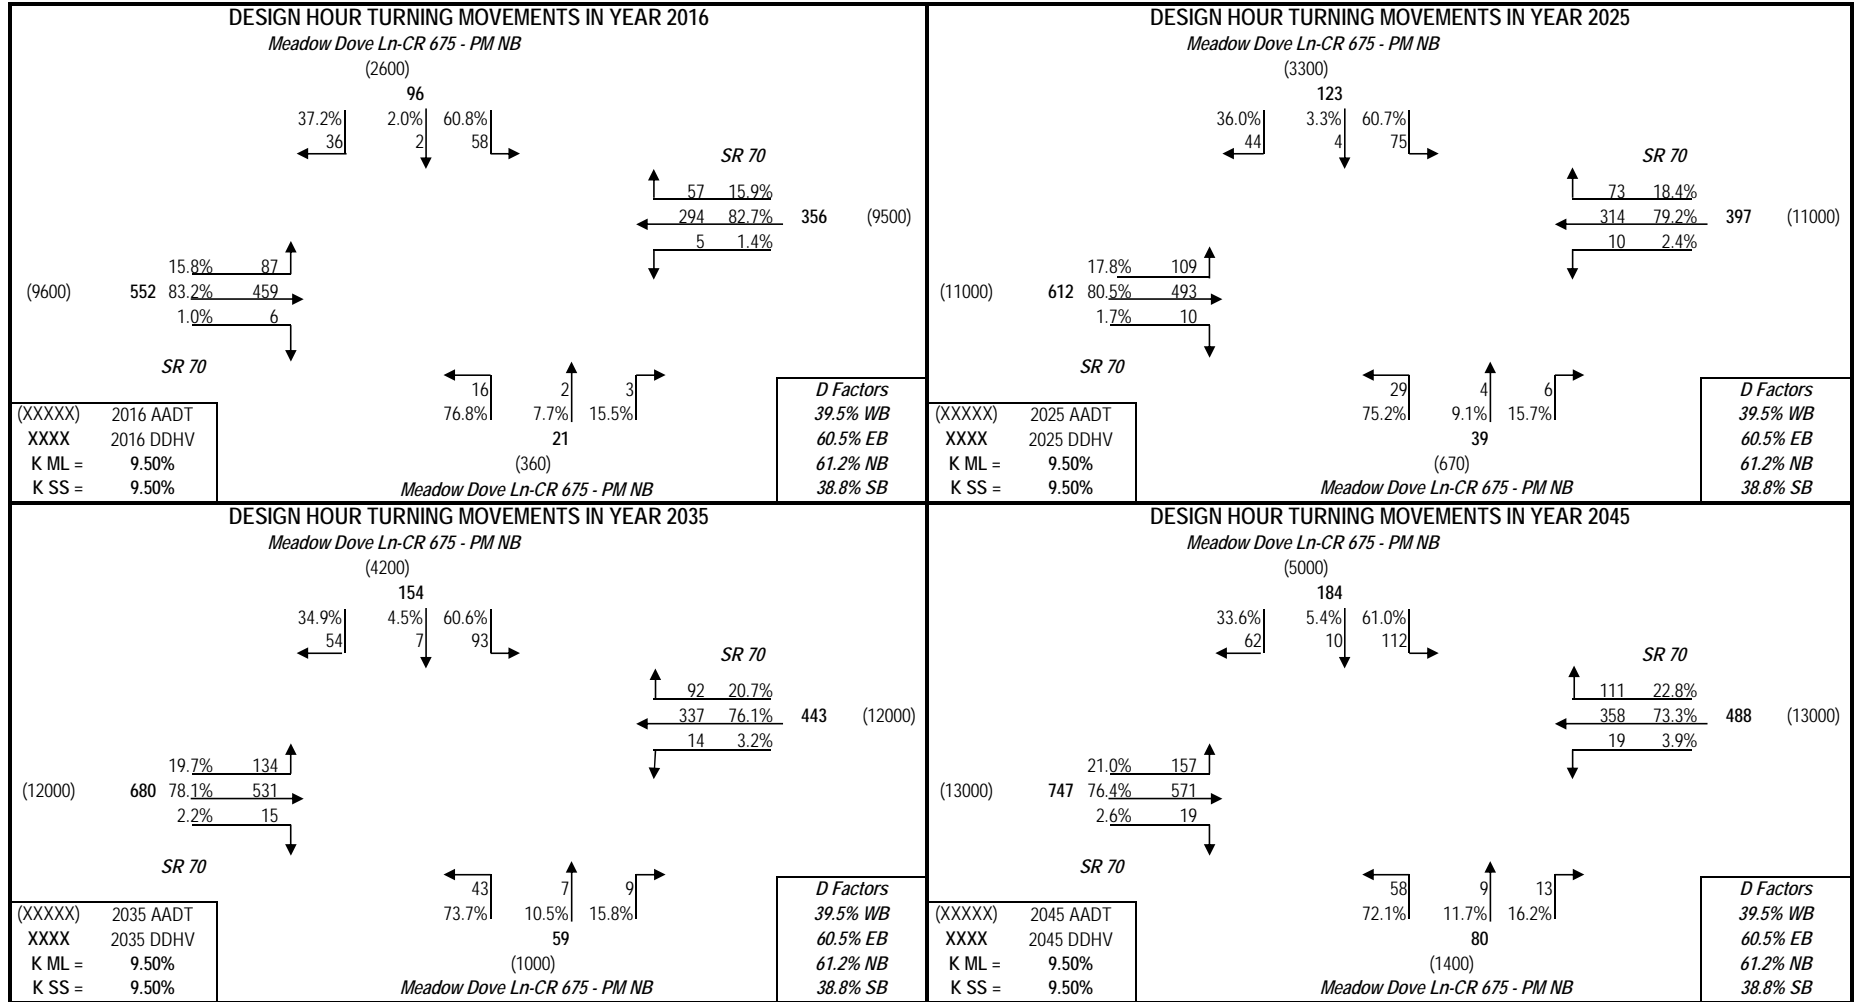 DESIGN HOUR TURNING MOVEMENTS IN YEAR 2016
Meadow Dove Ln-CR 675 - PM NB
(2600)
96
37.2% 2.0% 60.8%
36 2 58
SR 70
57 15.9%
294 82.7% 356 (9500)
5 1.4%
15.8% 87
(9600) 552 83.2% 459
1.0% 6
SR 70
16 2 3
76.8% 7.7% 15.5%
21
(360)
Meadow Dove Ln-CR 675 - PM NB
(XXXXX) 2016 AADT
XXXX 2016 DDHV
K ML = 9.50%
K SS = 9.50%
D Factors
39.5% WB
60.5% EB
61.2% NB
38.8% SB
DESIGN HOUR TURNING MOVEMENTS IN YEAR 2025
Meadow Dove Ln-CR 675 - PM NB
(3300)
123
36.0% 3.3% 60.7%
44 4 75
SR 70
73 18.4%
314 79.2% 397 (11000)
10 2.4%
17.8% 109
(11000) 612 80.5% 493
1.7% 10
SR 70
29 4 6
75.2% 9.1% 15.7%
39
(670)
Meadow Dove Ln-CR 675 - PM NB
(XXXXX) 2025 AADT
XXXX 2025 DDHV
K ML = 9.50%
K SS = 9.50%
D Factors
39.5% WB
60.5% EB
61.2% NB
38.8% SB
DESIGN HOUR TURNING MOVEMENTS IN YEAR 2035
Meadow Dove Ln-CR 675 - PM NB
(4200)
154
34.9% 4.5% 60.6%
54 7 93
SR 70
92 20.7%
337 76.1% 443 (12000)
14 3.2%
19.7% 134
(12000) 680 78.1% 531
2.2% 15
SR 70
43 7 9
73.7% 10.5% 15.8%
59
(1000)
Meadow Dove Ln-CR 675 - PM NB
(XXXXX) 2035 AADT
XXXX 2035 DDHV
K ML = 9.50%
K SS = 9.50%
D Factors
39.5% WB
60.5% EB
61.2% NB
38.8% SB
DESIGN HOUR TURNING MOVEMENTS IN YEAR 2045
Meadow Dove Ln-CR 675 - PM NB
(5000)
184
33.6% 5.4% 61.0%
62 10 112
SR 70
111 22.8%
358 73.3% 488 (13000)
19 3.9%
21.0% 157
(13000) 747 76.4% 571
2.6% 19
SR 70
58 9 13
72.1% 11.7% 16.2%
80
(1400)
Meadow Dove Ln-CR 675 - PM NB
(XXXXX) 2045 AADT
XXXX 2045 DDHV
K ML = 9.50%
K SS = 9.50%
D Factors
39.5% WB
60.5% EB
61.2% NB
38.8% SB